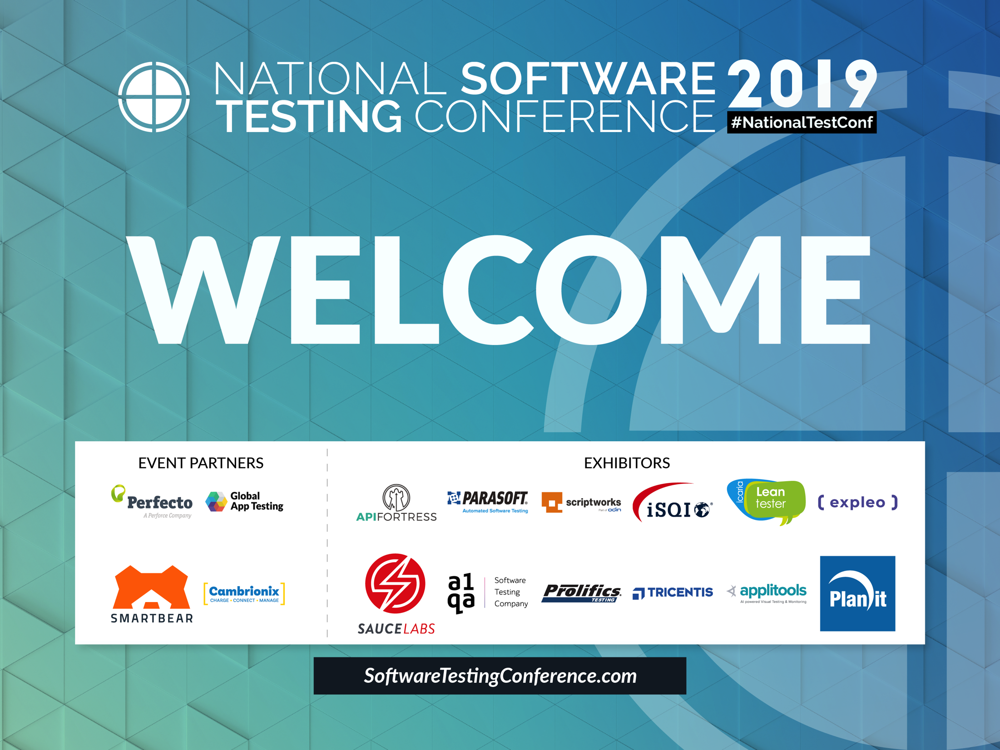 NATIONAL SOFTWARE
TESTING CONFERENCE
2019
#NationalTestConf
WELCOME
EVENT PARTNERS
Perfecto
A Perforce Company
Global
App Testing
SMARTBEAR
Cambrionix
CHARGE • CONNECT • MANAGE
EXHIBITORS
APIFORTRESS
PARASOFT®
Automated Software Testing
scriptworks
Part of odin
iSQI®
icaria
Lean
tester
( expleo )
SAUCELABS
a1
qa
Software
Testing
Company
Prolifics®
TESTING
TRICENTIS
applitools
AI powered Visual Testing & Monitoring
Planit
SoftwareTestingConference.com